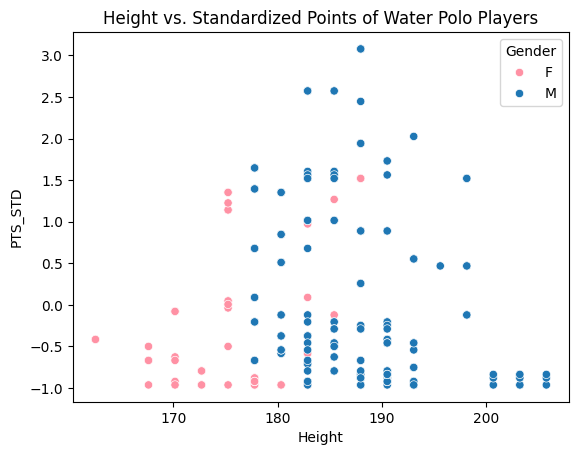 Height vs. Standardized Points of Water Polo Players
Gender
F
M
PTS_STD
3.0
2.5
2.0
1.5
1.0
0.5
0.0
−0.5
−1.0
170
180
190
200
Height